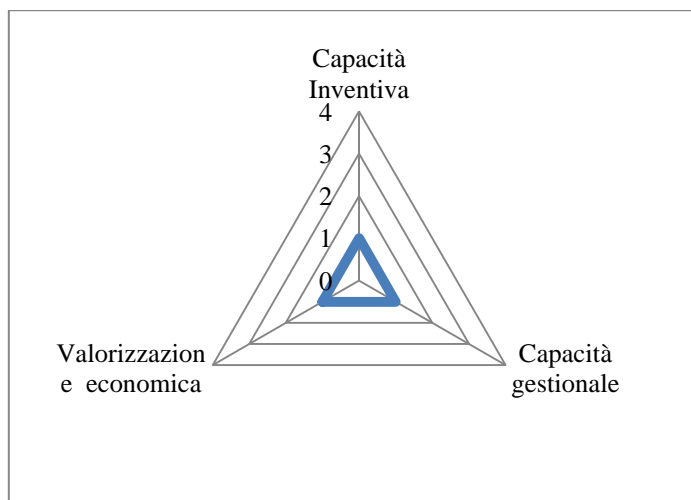 Capacità
Inventiva
4
3
2
1
0
Valorizzazion
e economica
Capacità
gestionale